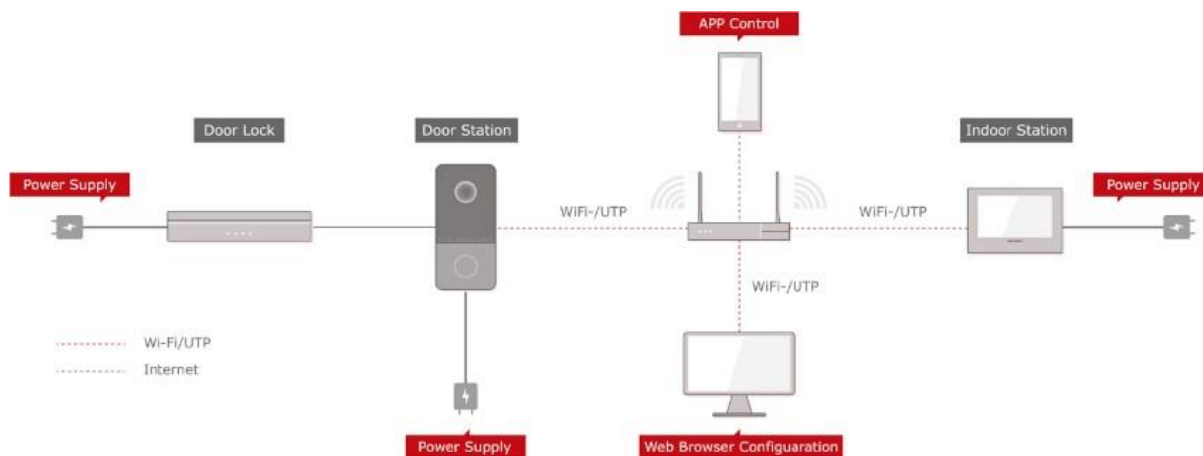 APP Control
Door Lock
Door Station
Indoor Station
Power Supply
Power Supply
WiFi-/UTP
WiFi-/UTP
WiFi-/UTP
Wi-Fi/UTP
Internet
Power Supply
Web Browser Configuaration